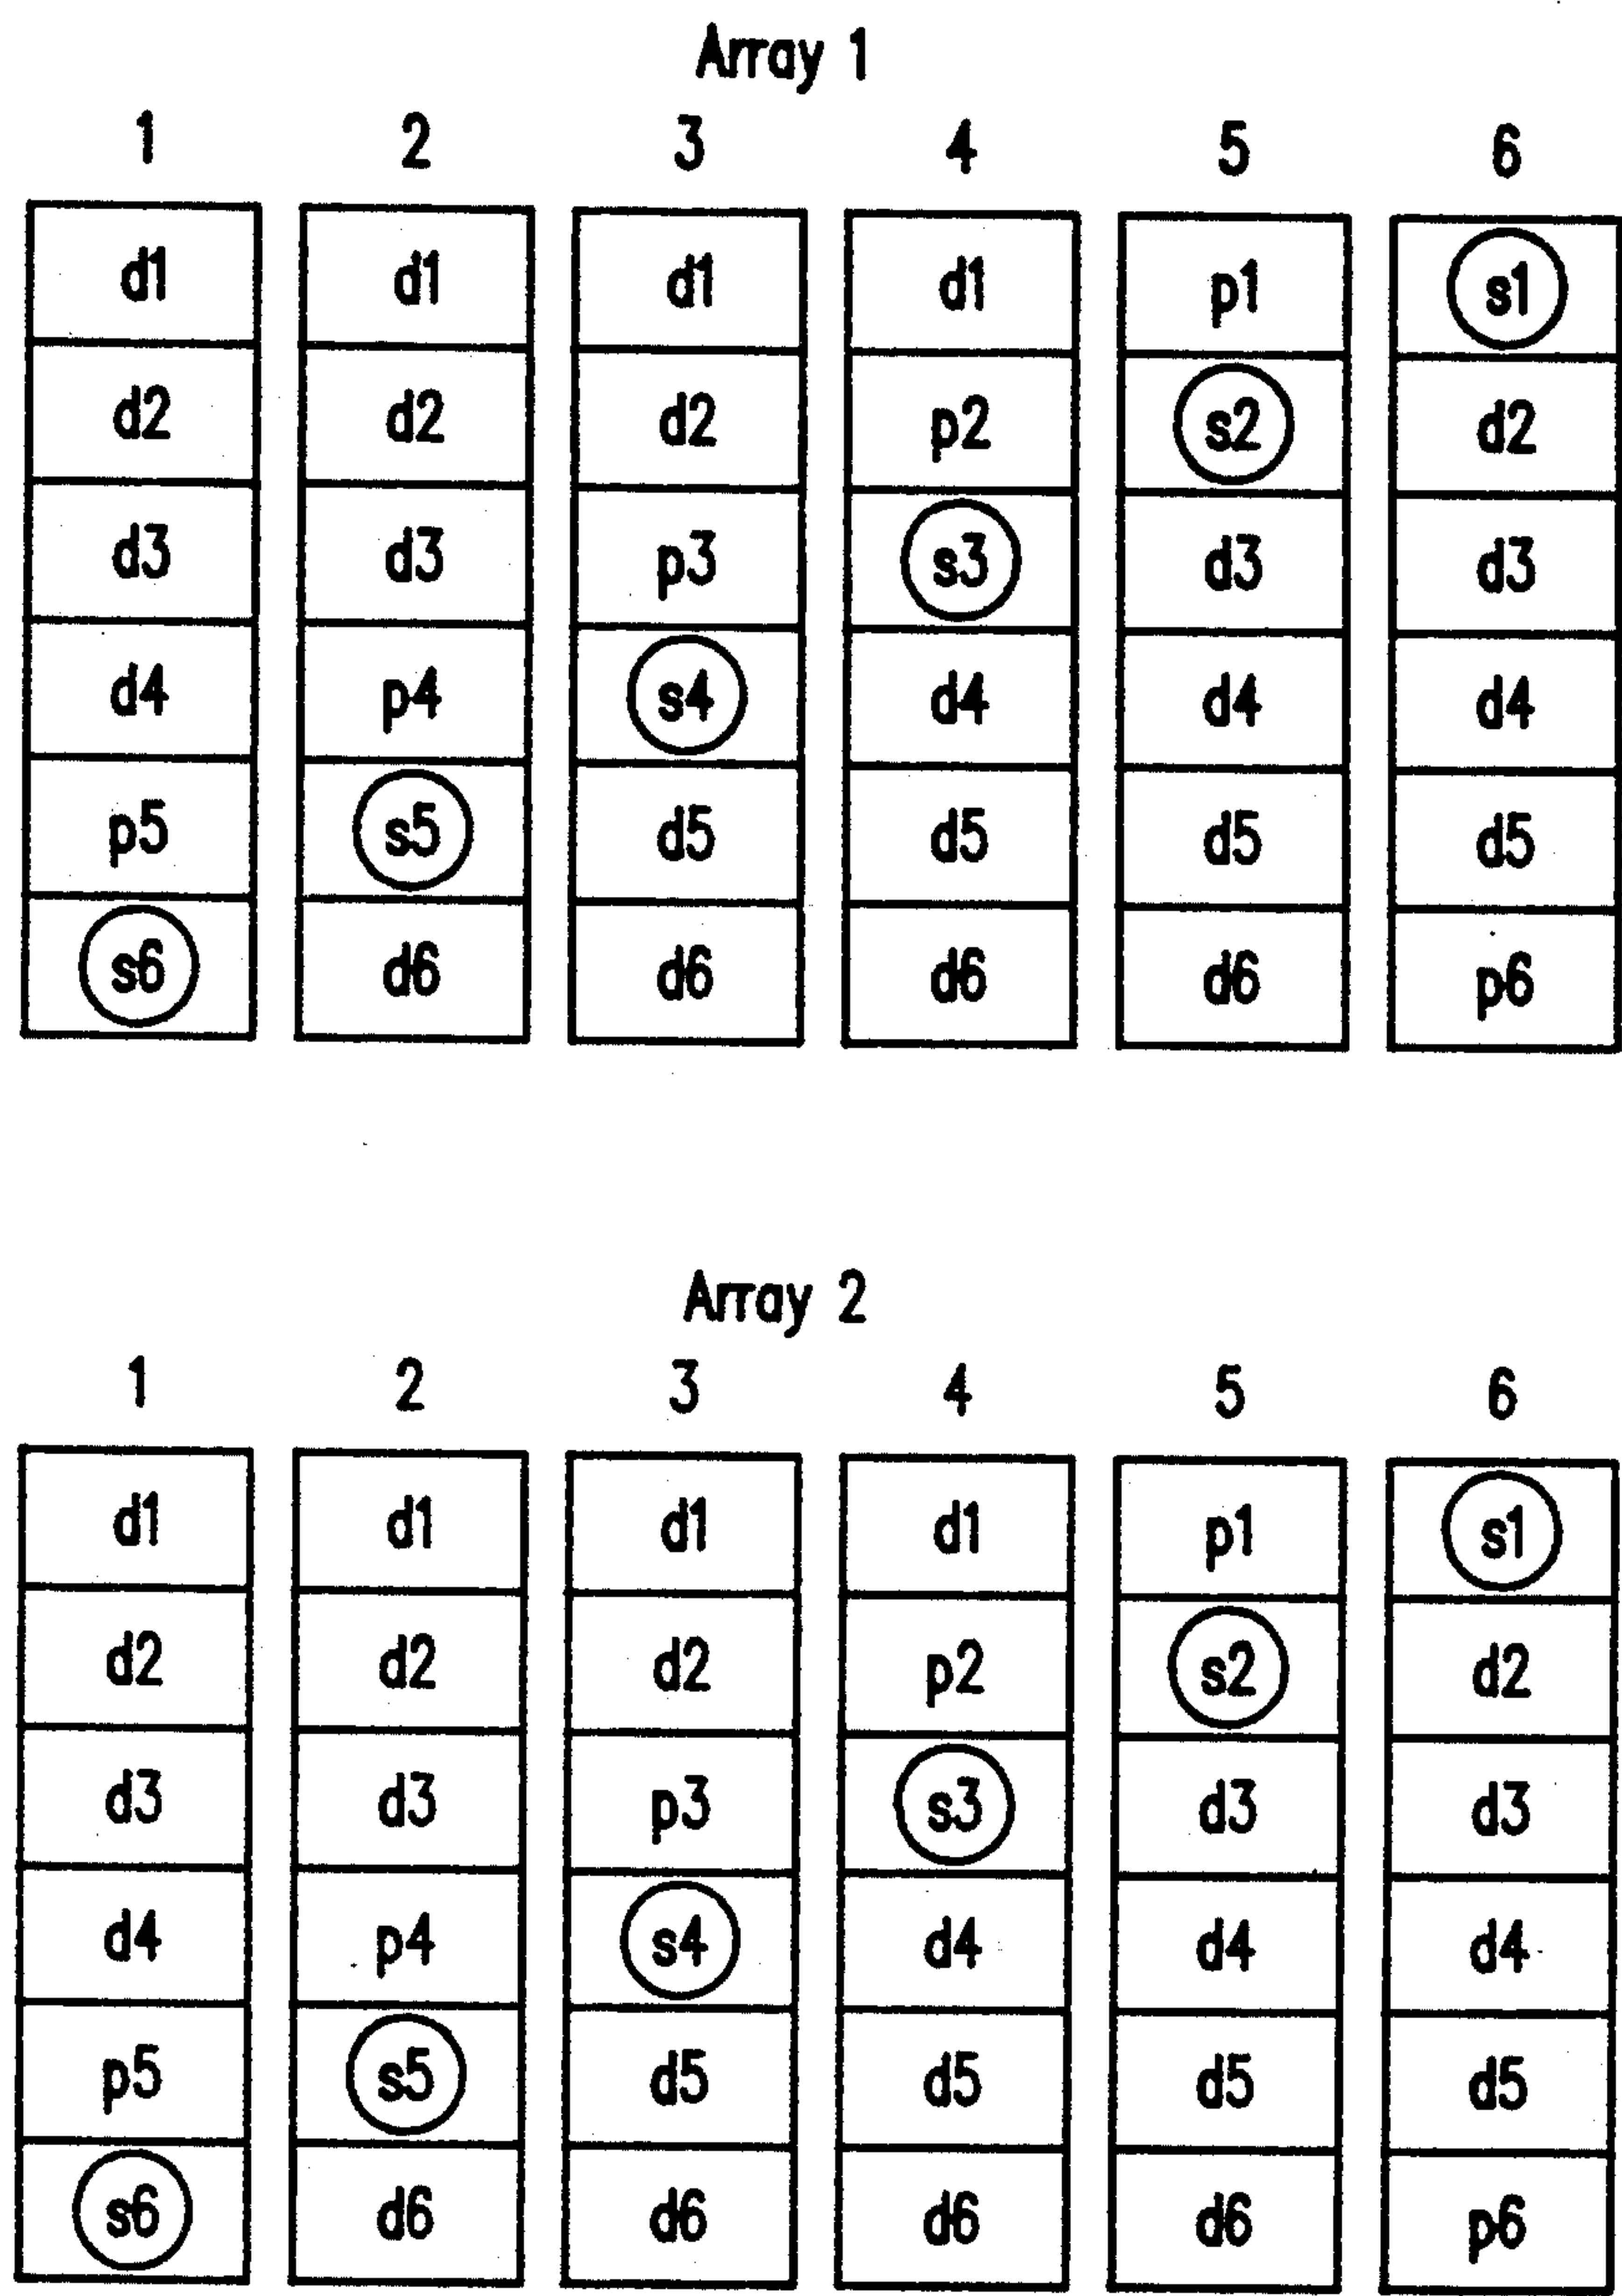 Array 1
1 2 3 4 5 6
d1 d1 d1 d1 p1 s1
d2 d2 d2 p2 s2 d2
d3 d3 p3 s3 d3 d3
d4 p4 s4 d4 d4 d4
p5 s5 d5 d5 d5 d5
s6 d6 d6 d6 d6 p6
Array 2
1 2 3 4 5 6
d1 d1 d1 d1 p1 s1
d2 d2 d2 p2 s2 d2
d3 d3 p3 s3 d3 d3
d4 p4 s4 d4 d4 d4
p5 s5 d5 d5 d5 d5
s6 d6 d6 d6 d6 p6